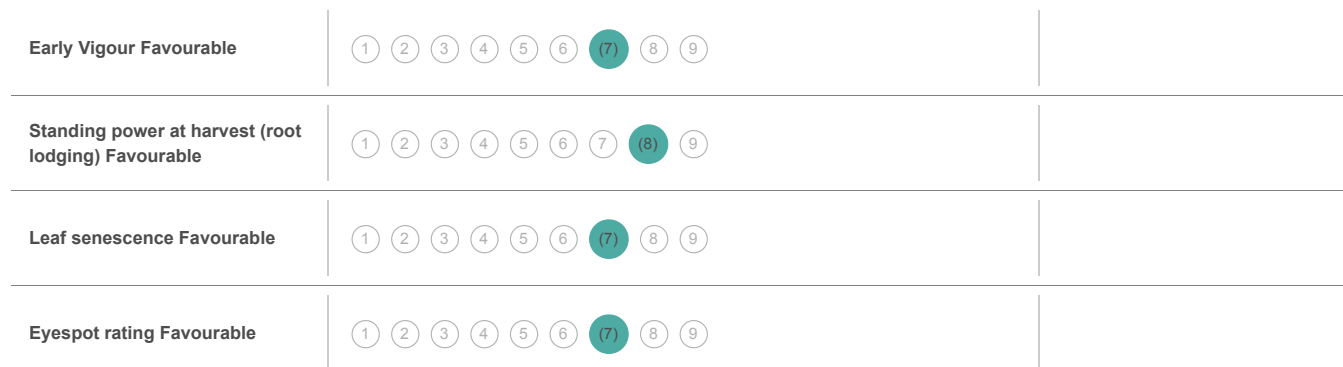 Early Vigour Favourable 1 2 3 4 5 6 (7) 8 9
Standing power at harvest (root
lodging) Favourable 1 2 3 4 5 6 7 (8) 9
Leaf senescence Favourable 1 2 3 4 5 6 (7) 8 9
Eyespot rating Favourable 1 2 3 4 5 6 (7) 8 9